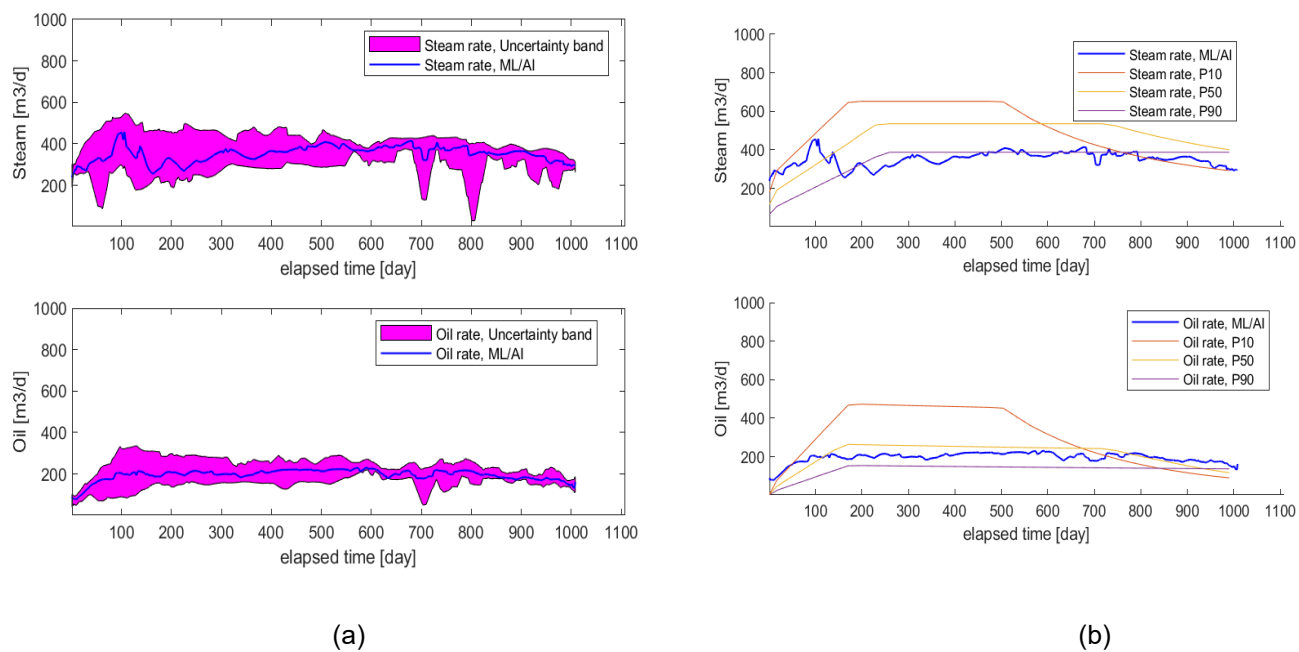 1000
800
600
400
200
Steam [m3/d]
Steam rate, Uncertainty band
Steam rate, ML/AI
100 200 300 400 500 600 700 800 900 1000 1100
elapsed time [day]
1000
800
600
400
200
Steam [m3/d]
Steam rate, ML/AI
Steam rate, P10
Steam rate, P50
Steam rate, P90
100 200 300 400 500 600 700 800 900 1000 1100
elapsed time [day]
1000
800
600
400
200
Oil [m3/d]
Oil rate, Uncertainty band
Oil rate, ML/AI
100 200 300 400 500 600 700 800 900 1000 1100
elapsed time [day]
1000
800
600
400
200
Oil [m3/d]
Oil rate, ML/AI
Oil rate, P10
Oil rate, P50
Oil rate, P90
100 200 300 400 500 600 700 800 900 1000 1100
elapsed time [day]
(a)
(b)